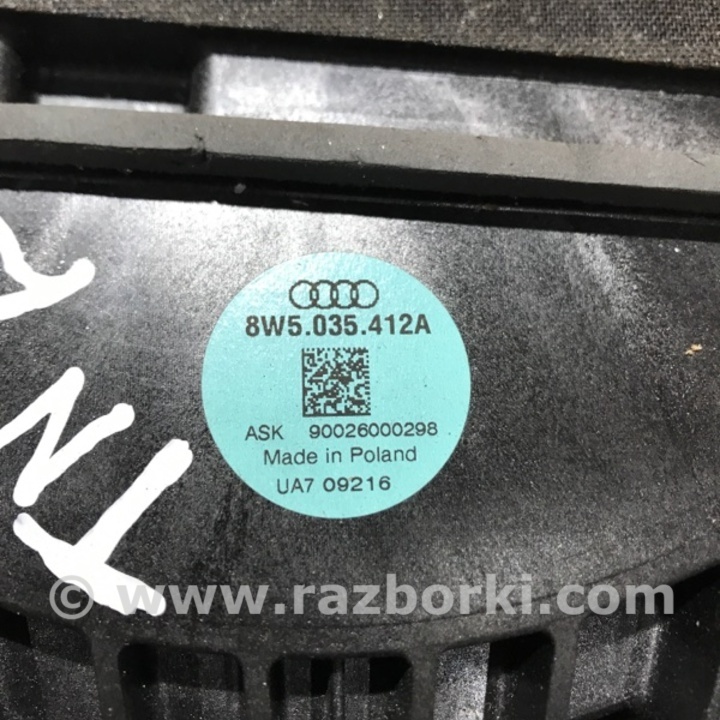 8W5.035.412A
ASK 90026000298
Made in Poland
UA7 09216
© www.razborki.com